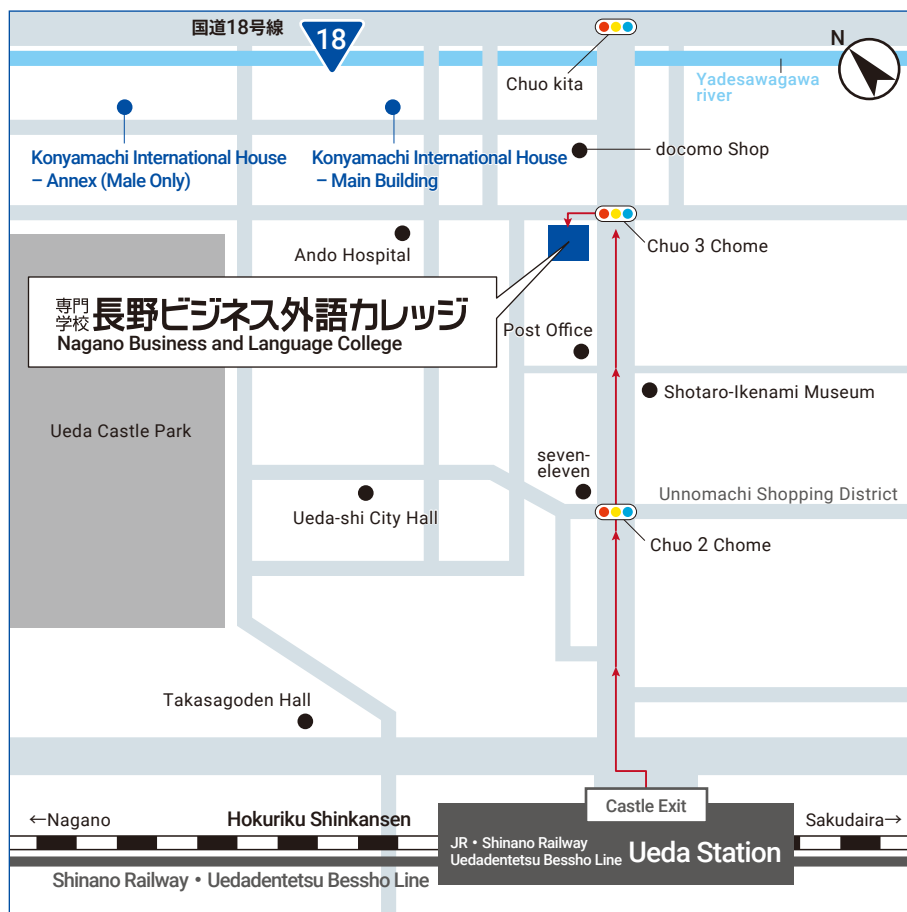 国道18号線
18
N
Chuo kita
Yadesawagawa
river
docomo Shop
Konyamachi International House
– Annex (Male Only)
Konyamachi International House
– Main Building
Chuo 3 Chome
Ando Hospital
専門
学校
長野ビジネス外語カレッジ
Nagano Business and Language College
Post Office
Shotaro-Ikenami Museum
Ueda Castle Park
seven-
eleven
Unnomachi Shopping District
Ueda-shi City Hall
Chuo 2 Chome
Takasagoden Hall
Castle Exit
←Nagano
Hokuriku Shinkansen
Sakudaira→
JR・Shinano Railway
Uedadentetsu Bessho Line
Ueda Station
Shinano Railway・Uedadentetsu Bessho Line